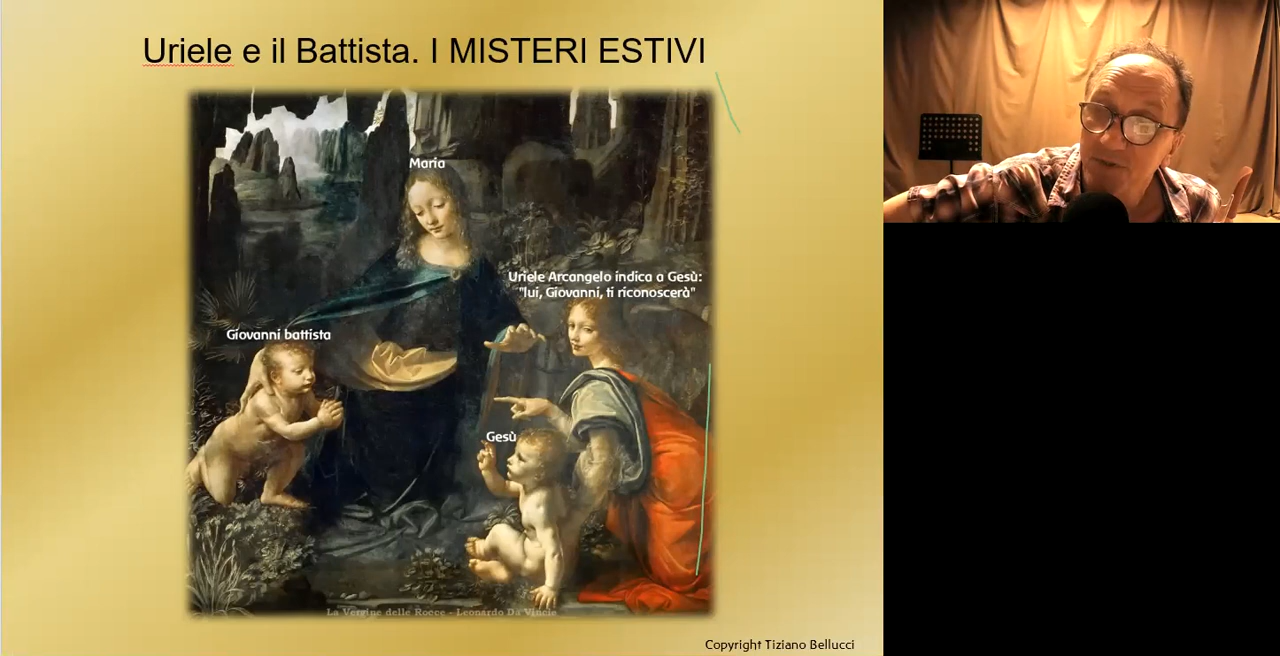 Uriele e il Battista. I MISTERI ESTIVI
Maria
Uriele Arcangelo indica a Gesù:
"lui, Giovanni, ti riconoscerà"
Giovanni battista
Gesù
La Vergine delle Rocce - Leonardo Da Vincie
Copyright Tiziano Bellucci